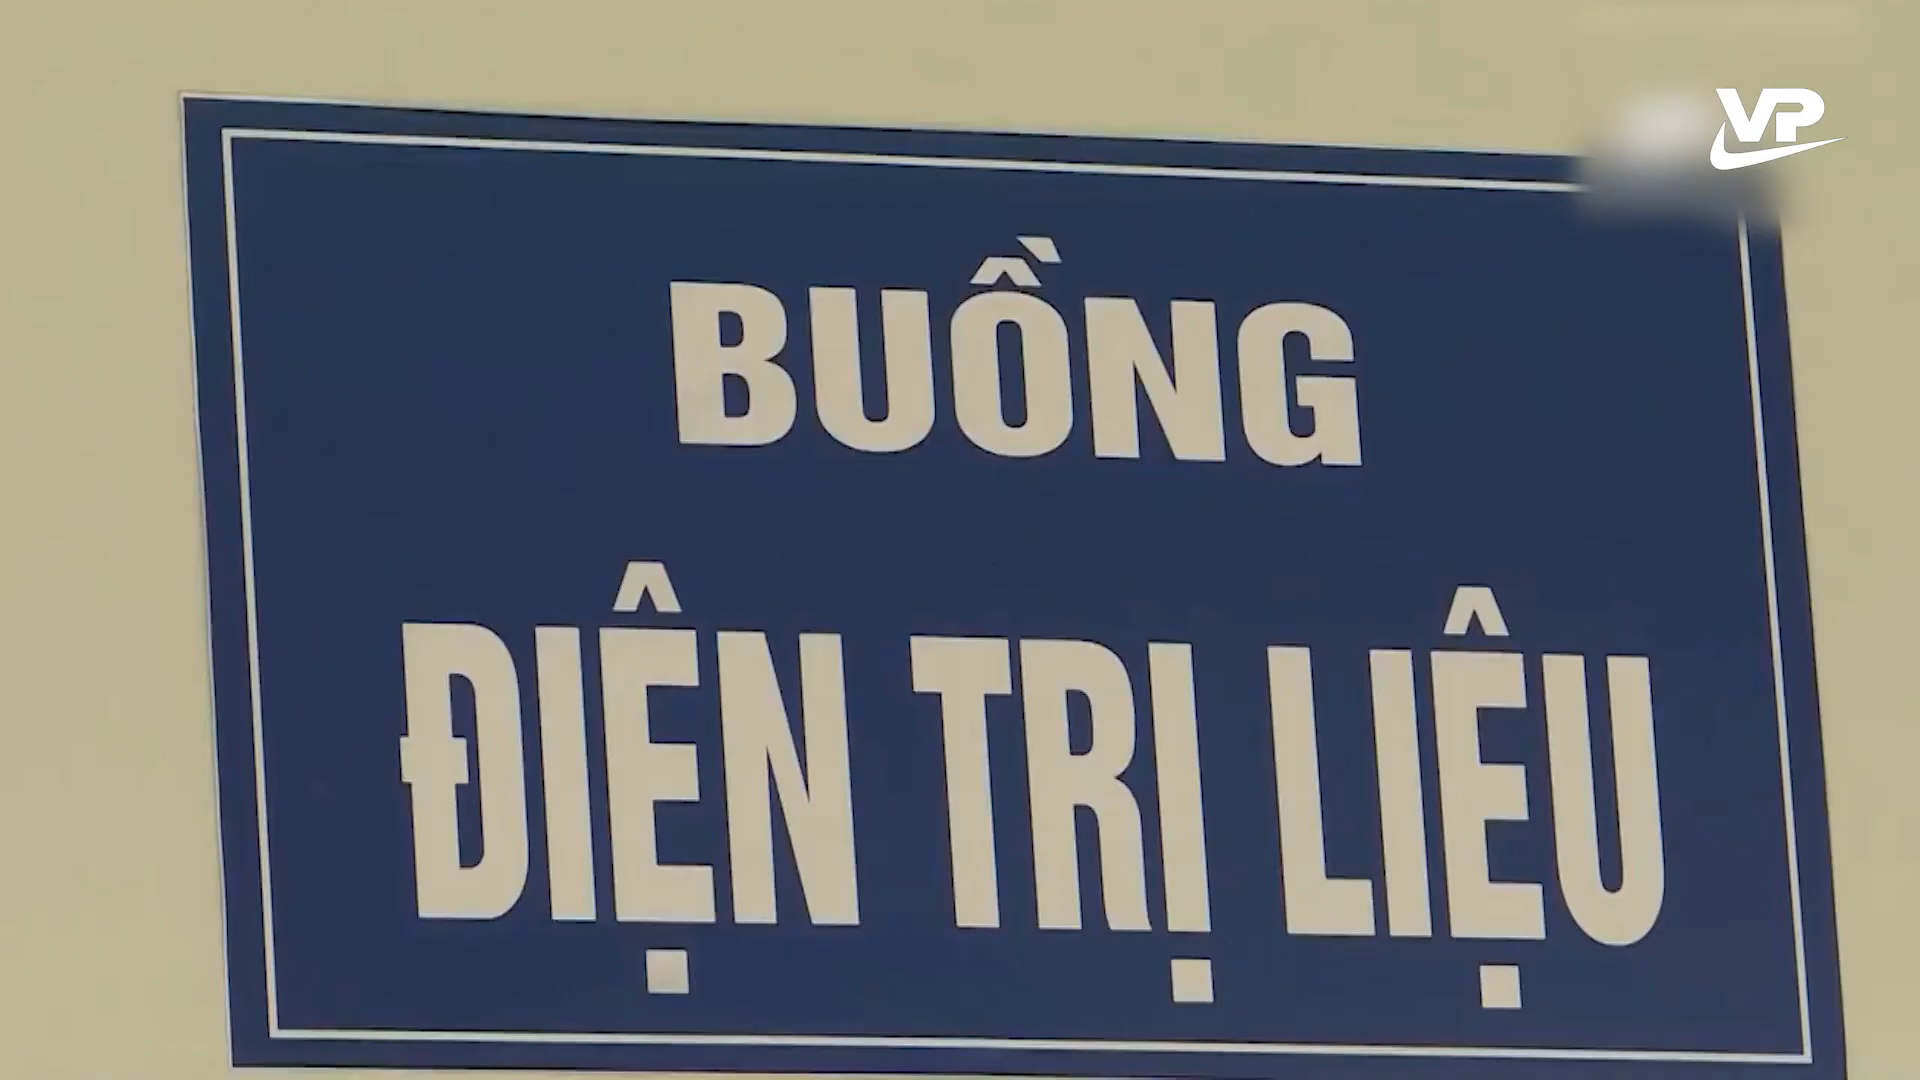 VP
BUỒNG
ĐIỆN TRỊ LIỆU